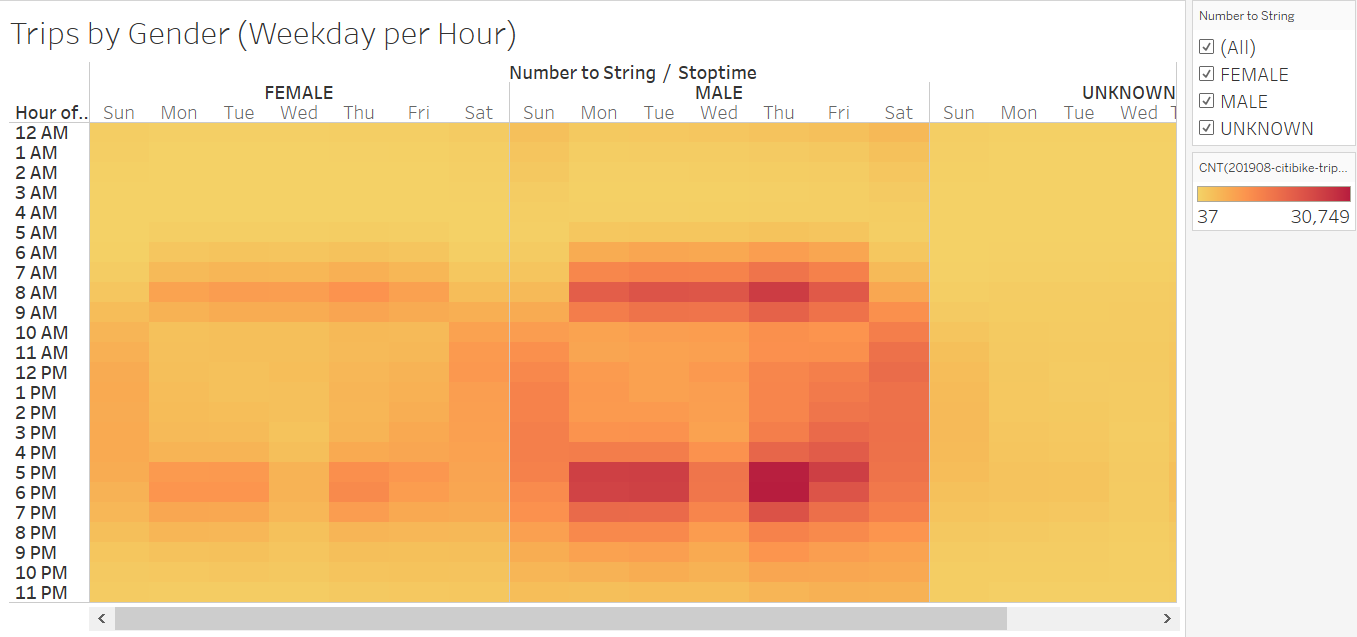 Trips by Gender (Weekday per Hour)
Number to String / Stoptime
FEMALE MALE UNKNOWN
Hour of.. Sun Mon Tue Wed Thu Fri Sat Sun Mon Tue Wed Thu Fri Sat Sun Mon Tue Wed T
12 AM
1 AM
2 AM
3 AM
4 AM
5 AM
6 AM
7 AM
8 AM
9 AM
10 AM
11 AM
12 PM
1 PM
2 PM
3 PM
4 PM
5 PM
6 PM
7 PM
8 PM
9 PM
10 PM
11 PM
Number to String
(All)
FEMALE
MALE
UNKNOWN
CNT(201908-citibike-trip...
37 30,749